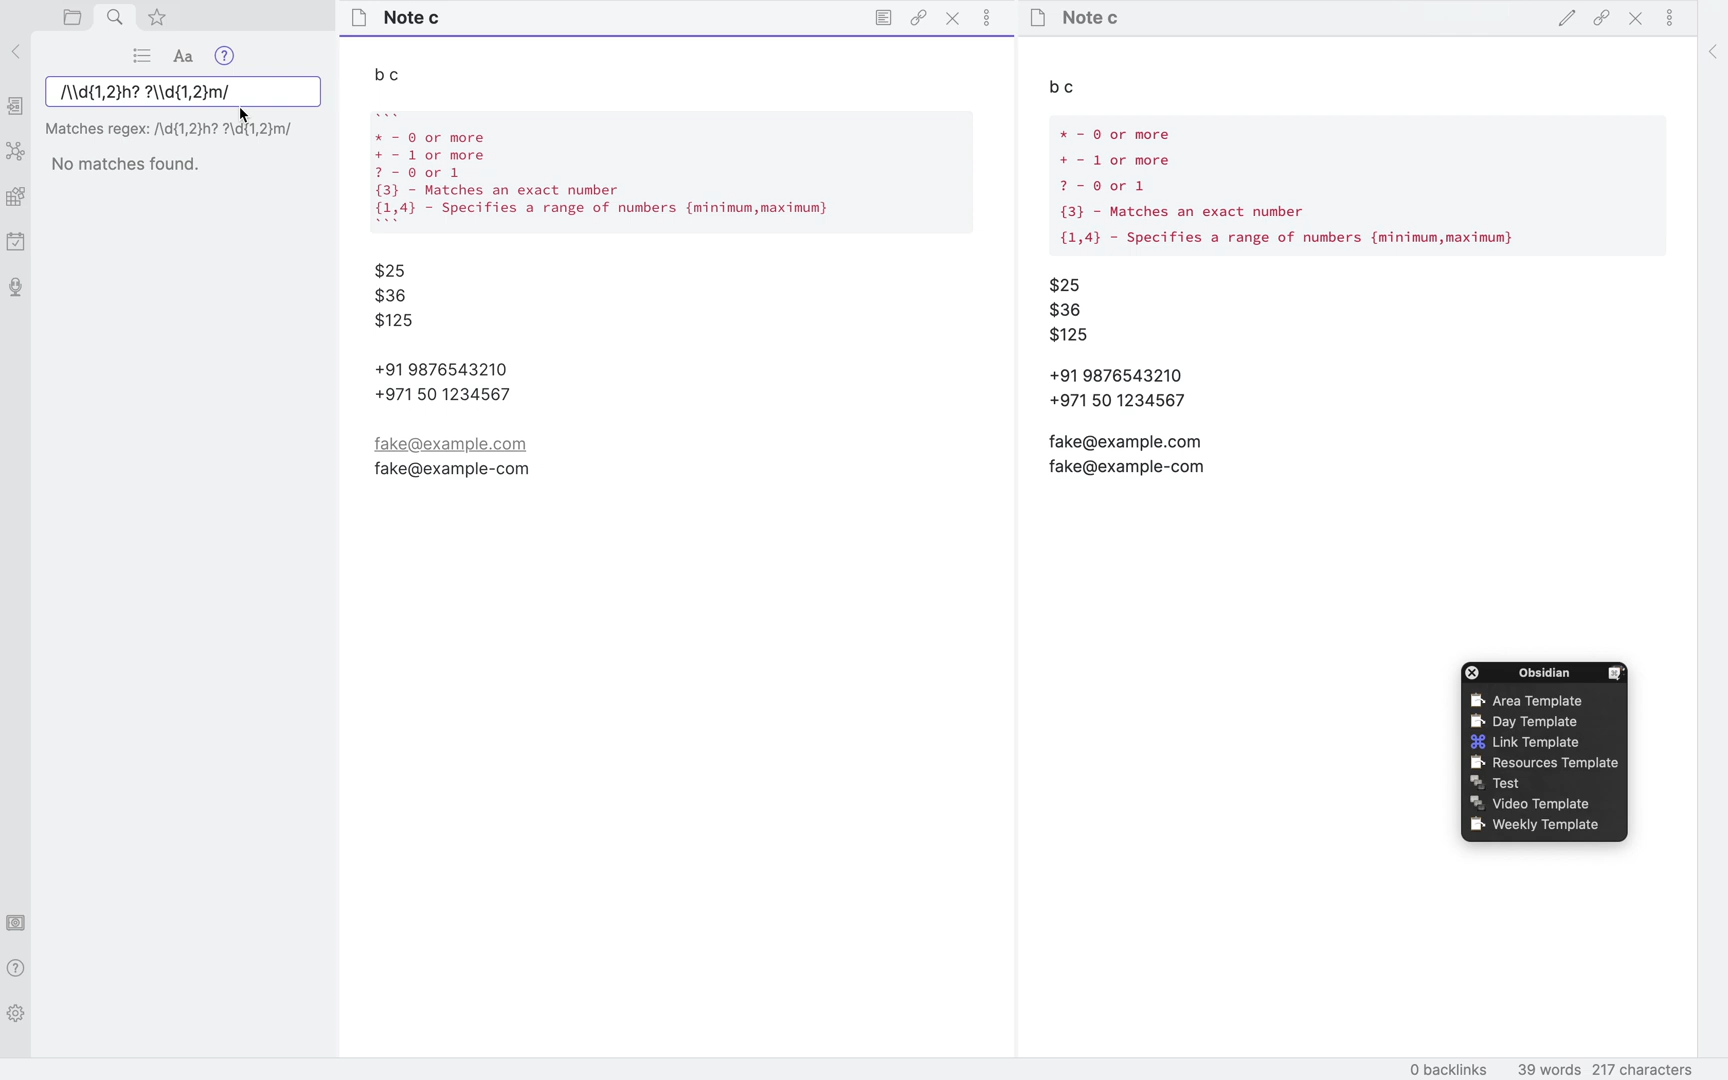 Note c
Note c
Aa
/\\d{1,2}h? ?\\d{1,2}m/
Matches regex: /\d{1,2}h? ?\d{1,2}m/
No matches found.
b c
```
* - 0 or more
+ - 1 or more
? - 0 or 1
{3} - Matches an exact number
{1,4} - Specifies a range of numbers {minimum,maximum}
```
$25
$36
$125
+91 9876543210
+971 50 1234567
fake@example.com
fake@example-com
b c
* - 0 or more
+ - 1 or more
? - 0 or 1
{3} - Matches an exact number
{1,4} - Specifies a range of numbers {minimum,maximum}
$25
$36
$125
+91 9876543210
+971 50 1234567
fake@example.com
fake@example-com
Obsidian
Area Template
Day Template
Link Template
Resources Template
Test
Video Template
Weekly Template
0 backlinks 39 words 217 characters